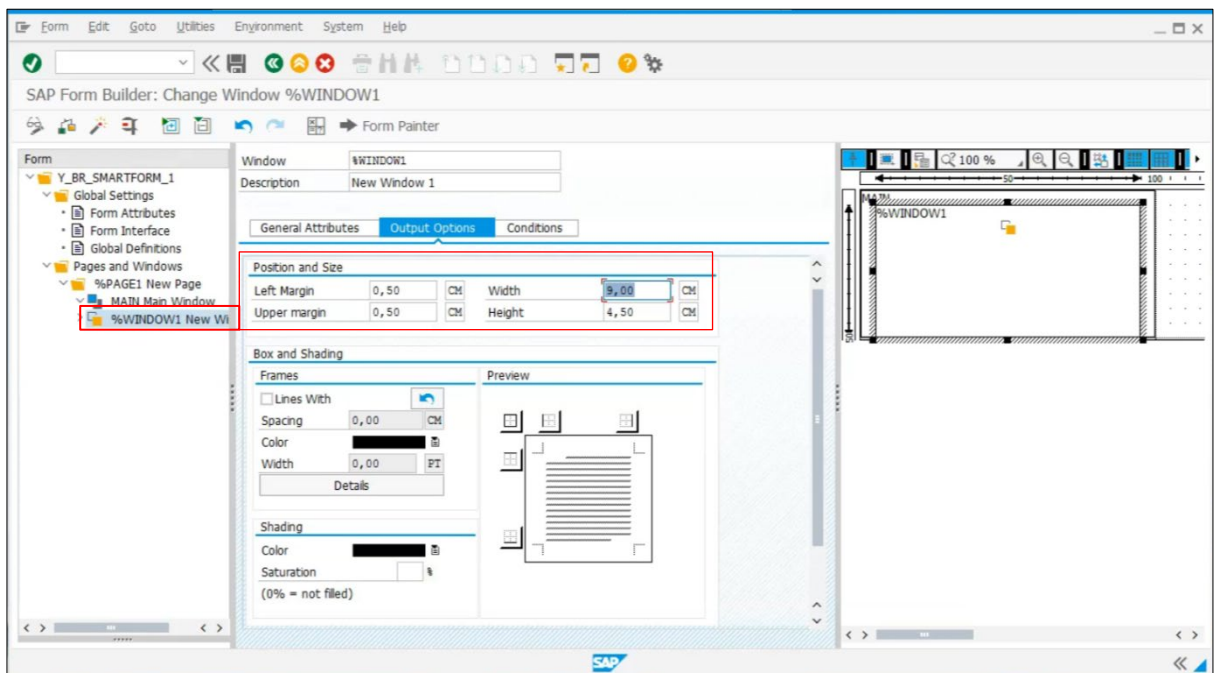 Form Edit Goto Utilities Environment System Help
SAP Form Builder: Change Window %WINDOW1
Form Painter
Form
Y_BR_SMARTFORM_1
Global Settings
Form Attributes
Form Interface
Global Definitions
Pages and Windows
%PAGE1 New Page
MAIN Main Window
%WINDOW1 New Wi
Window %WINDOW1
Description New Window 1
General Attributes Output Options Conditions
Position and Size
Left Margin 0,50 CM Width 9,00 CM
Upper margin 0,50 CM Height 4,50 CM
Box and Shading
Frames
Lines With
Spacing 0,00 CM
Color
Width 0,00 PT
Details
Preview
Shading
Color
Saturation %
(0% = not filled)
100 %
50 100
MAIN
%WINDOW1
50
SAP